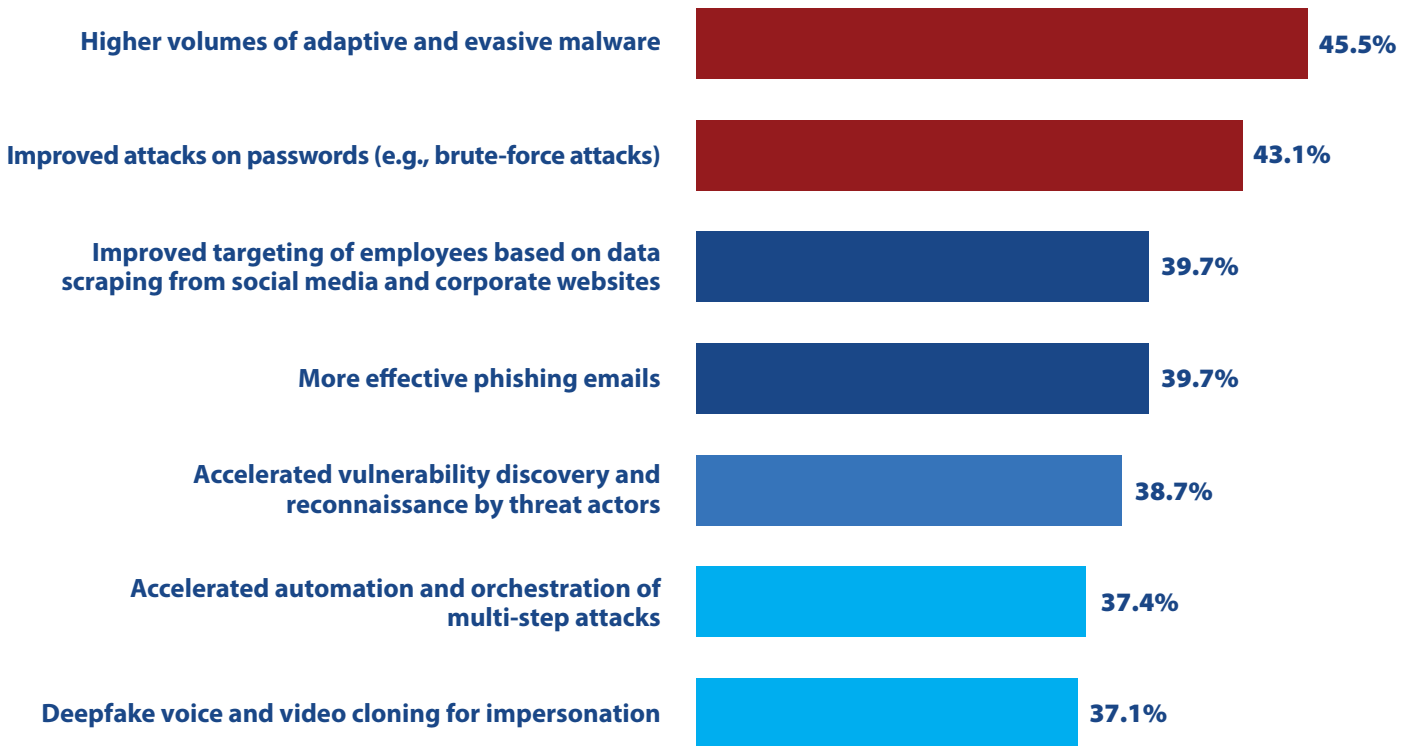 Higher volumes of adaptive and evasive malware
45.5%
Improved attacks on passwords (e.g., brute-force attacks)
43.1%
Improved targeting of employees based on data
scraping from social media and corporate websites
39.7%
More effective phishing emails
39.7%
Accelerated vulnerability discovery and
reconnaissance by threat actors
38.7%
Accelerated automation and orchestration of
multi-step attacks
37.4%
Deepfake voice and video cloning for impersonation
37.1%